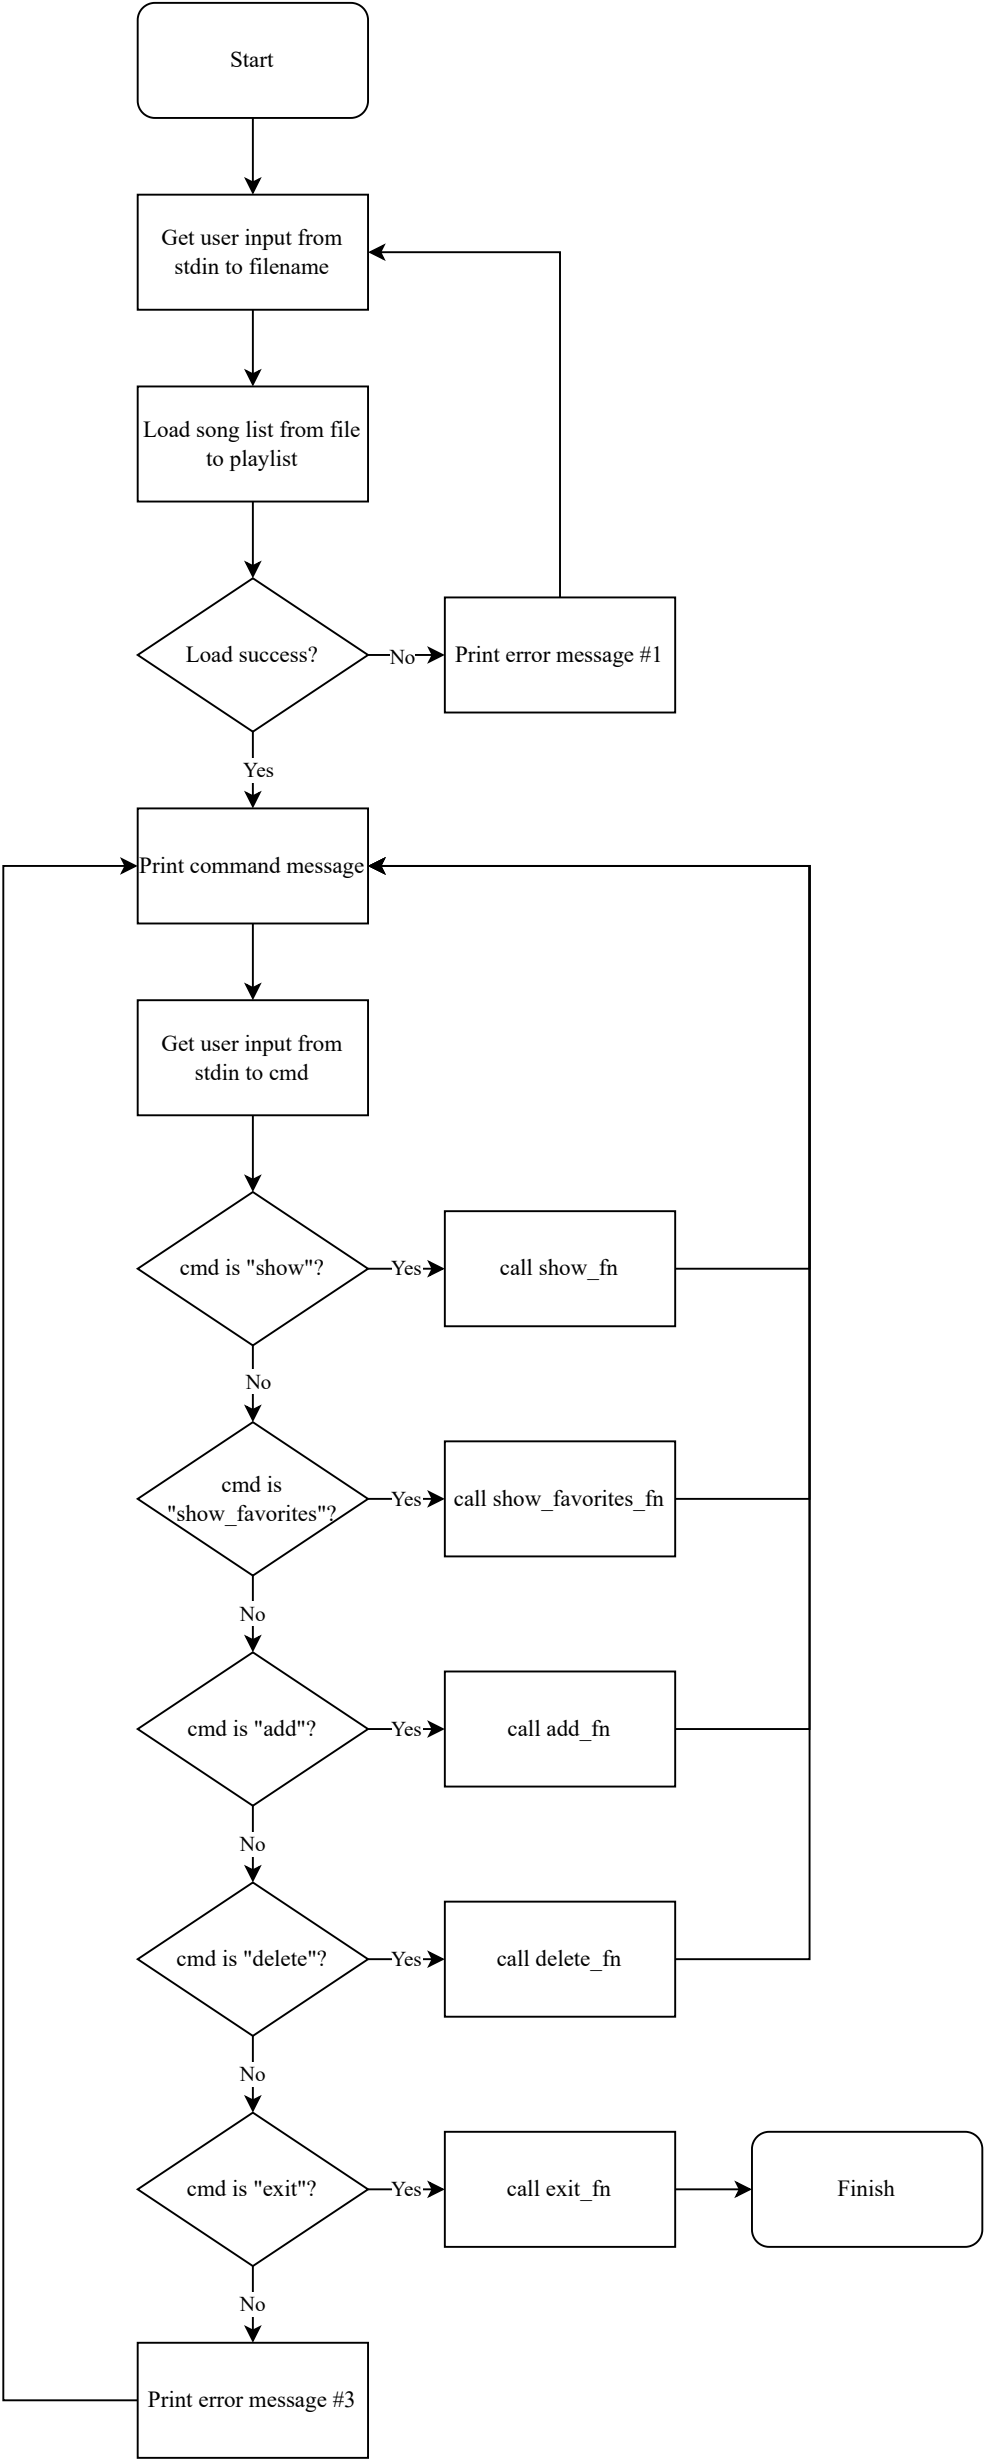 Start
Get user input from
stdin to filename
Load song list from file
to playlist
Load success?
No
Print error message #1
Yes
Print command message
Get user input from
stdin to cmd
cmd is "show"?
Yes
call show_fn
No
cmd is
"show_favorites"?
Yes
call show_favorites_fn
No
cmd is "add"?
Yes
call add_fn
No
cmd is "delete"?
Yes
call delete_fn
No
cmd is "exit"?
Yes
call exit_fn
Finish
No
Print error message #3